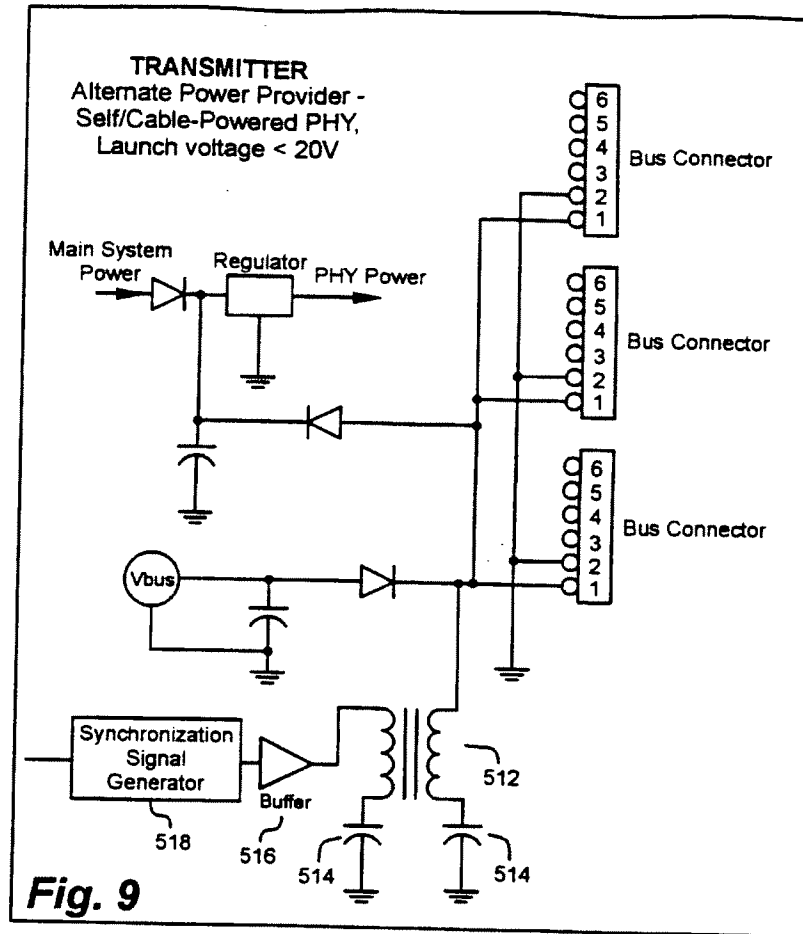 TRANSMITTER
Alternate Power Provider -
Self/Cable-Powered PHY,
Launch voltage < 20V
6
5
4
3
2
1
Bus Connector
Main System
Power
Regulator
PHY Power
6
5
4
3
2
1
Bus Connector
6
5
4
3
2
1
Bus Connector
Vbus
Synchronization
Signal
Generator
Buffer
512
518
516
514
514
Fig. 9